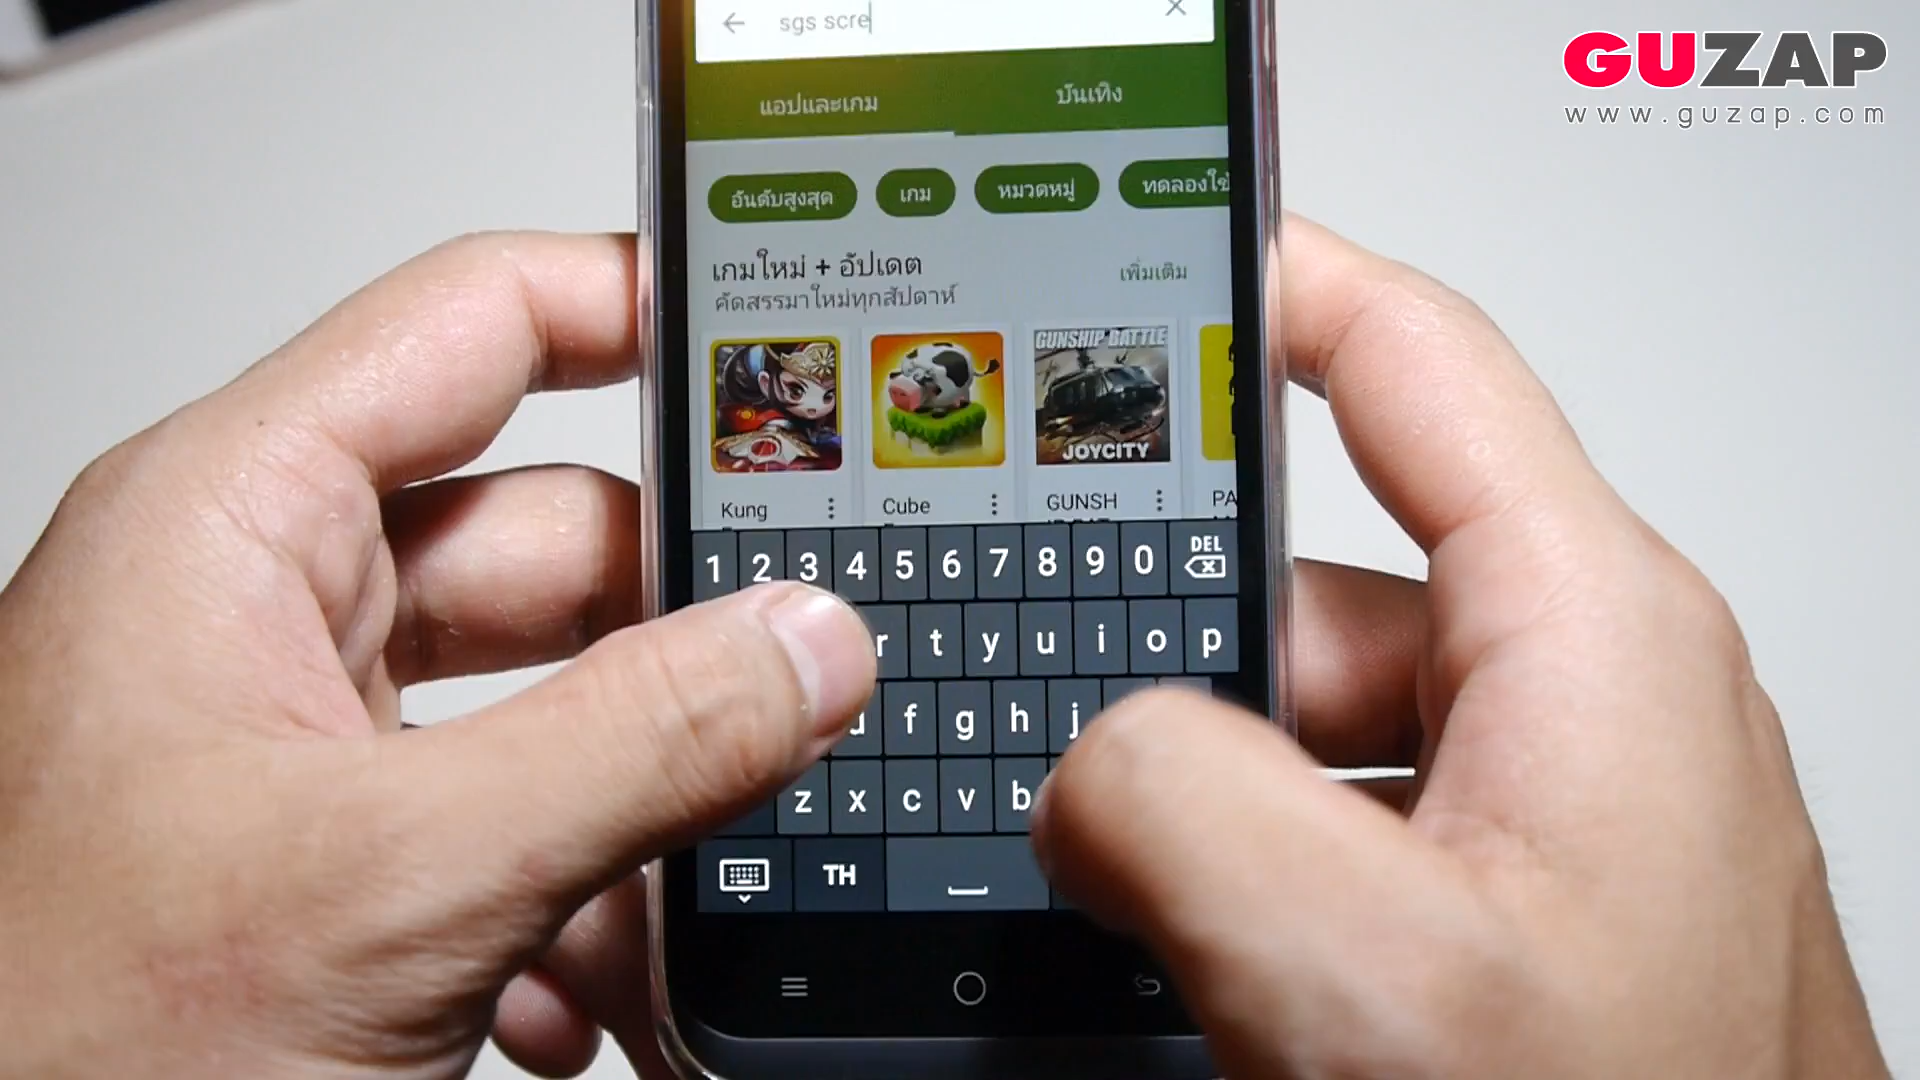 sgs scre
GUZAP
www.guzap.com
แอปและเกม
บันเทิง
อันดับสูงสุด
เกม
หมวดหมู่
ทดลองใช้
เกมใหม่ + อัปเดต
เพิ่มเติม
คัดสรรมาใหม่ทุกสัปดาห์
GUNSHIP BATTLE
JOYCITY
Kung
Cube
GUNSH
PA
1 2 3 4 5 6 7 8 9 0 DEL
r t y u i o p
d f g h j
z x c v b
TH